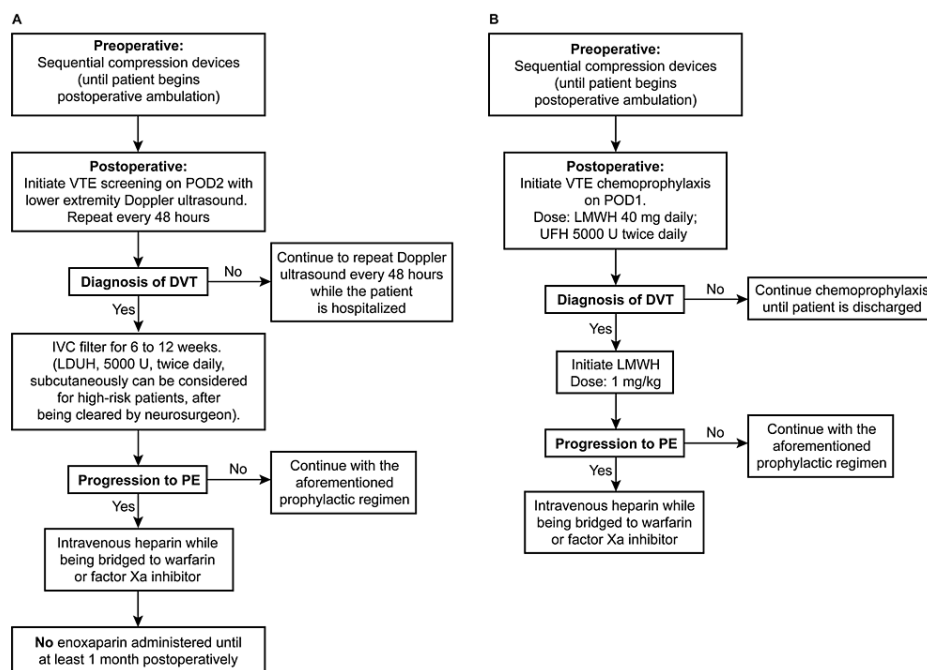 A
Preoperative:
Sequential compression devices
(until patient begins
postoperative ambulation)
Postoperative:
Initiate VTE screening on POD2 with
lower extremity Doppler ultrasound.
Repeat every 48 hours
Diagnosis of DVT
No
Continue to repeat Doppler
ultrasound every 48 hours
while the patient
is hospitalized
Yes
IVC filter for 6 to 12 weeks.
(LDUH, 5000 U, twice daily,
subcutaneously can be considered
for high-risk patients, after
being cleared by neurosurgeon).
Progression to PE
No
Continue with the
aforementioned
prophylactic regimen
Yes
Intravenous heparin while
being bridged to warfarin
or factor Xa inhibitor
No enoxaparin administered until
at least 1 month postoperatively
B
Preoperative:
Sequential compression devices
(until patient begins
postoperative ambulation)
Postoperative:
Initiate VTE chemoprophylaxis
on POD1.
Dose: LMWH 40 mg daily;
UFH 5000 U twice daily
Diagnosis of DVT
No
Continue chemoprophylaxis
until patient is discharged
Yes
Initiate LMWH
Dose: 1 mg/kg
Progression to PE
No
Continue with the
aforementioned
prophylactic regimen
Yes
Intravenous heparin while
being bridged to warfarin
or factor Xa inhibitor